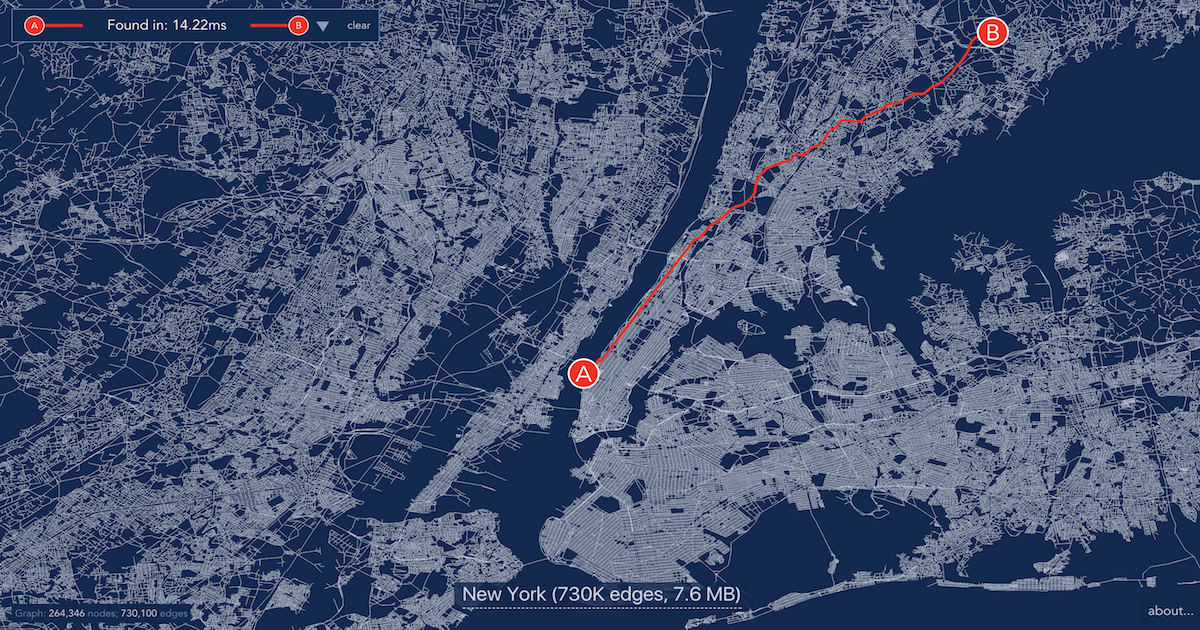 A Found in: 14.22ms B clear
B
A
New York (730K edges, 7.6 MB)
Graph: 264,346 nodes; 730,100 edges
about...